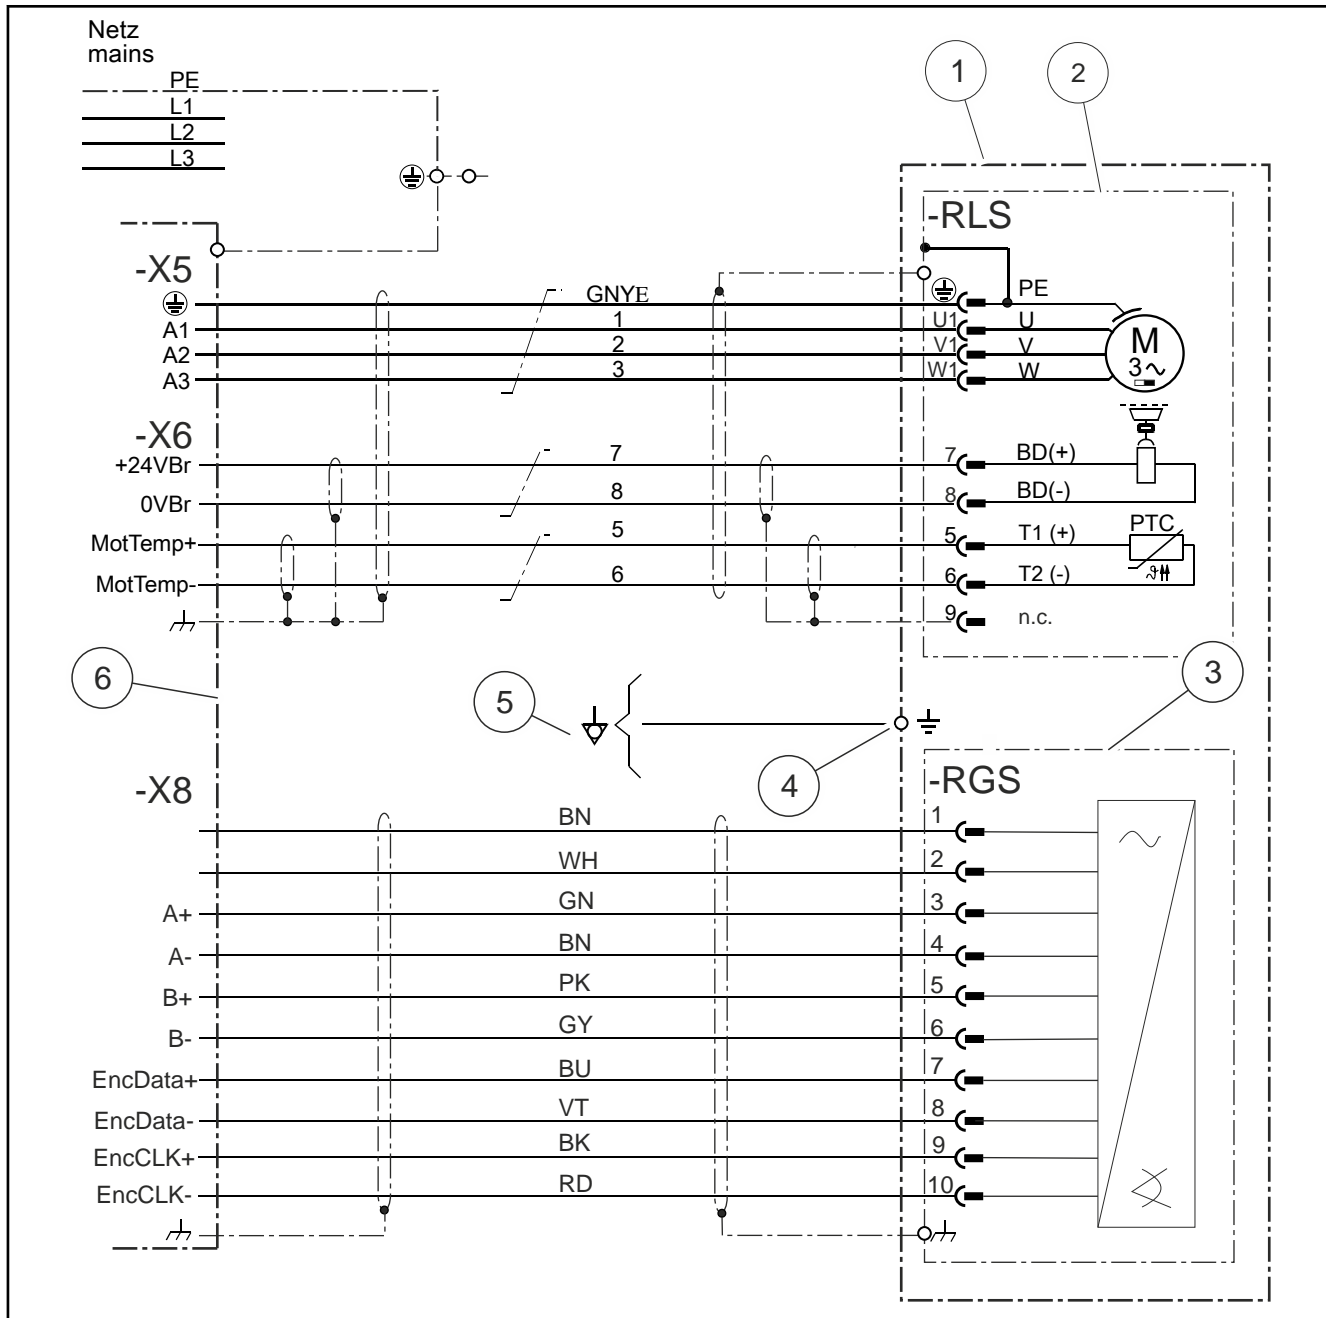 Netz
mains
PE
L1
L2
L3
1
2
-RLS
-X5
GNYE
PE
A1
1
U1
U
A2
2
V1
V
A3
3
W1
W
M
3~
-X6
+24VBr
7
7
BD(+)
0VBr
8
8
BD(-)
MotTemp+
5
5
T1 (+)
PTC
MotTemp-
6
6
T2 (-)
ϑ
9
n.c.
6
5
3
4
-X8
-RGS
BN
1
WH
2
A+
GN
3
A-
BN
4
B+
PK
5
B-
GY
6
EncData+
BU
7
EncData-
VT
8
EncCLK+
BK
9
EncCLK-
RD
10